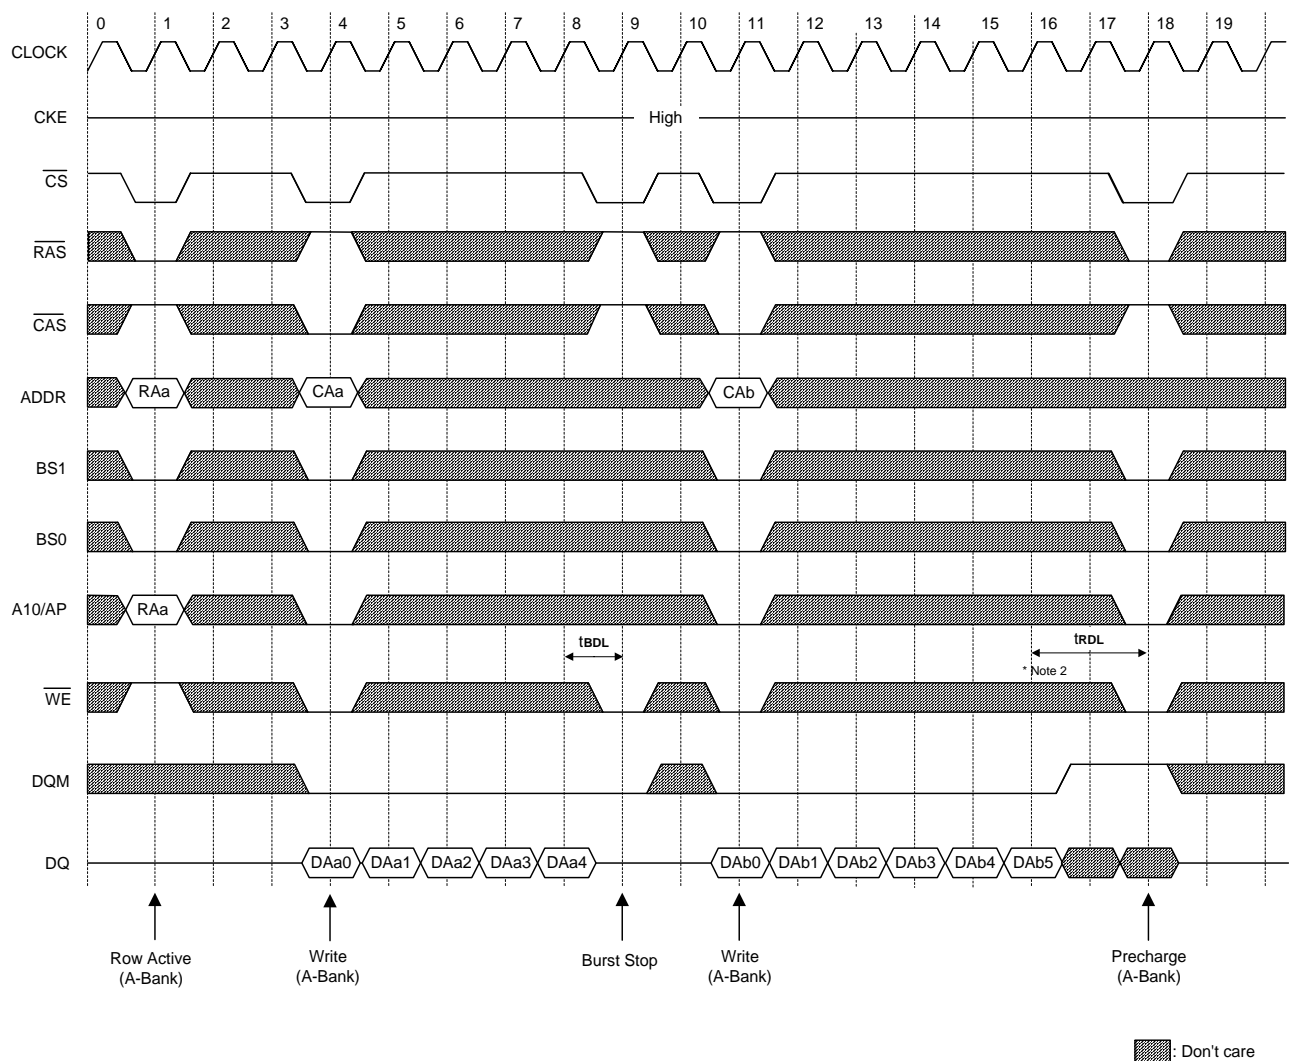 0 1 2 3 4 5 6 7 8 9 10 11 12 13 14 15 16 17 18 19
CLOCK
CKE
High
CS
RAS
CAS
ADDR
RAa
CAa
CAb
BS1
BS0
A10/AP
RAa
tBDL
tRDL
* Note 2
WE
DQM
DQ
DAa0 DAa1 DAa2 DAa3 DAa4 DAb0 DAb1 DAb2 DAb3 DAb4 DAb5
Row Active
(A-Bank)
Write
(A-Bank)
Burst Stop
Write
(A-Bank)
Precharge
(A-Bank)
: Don't care